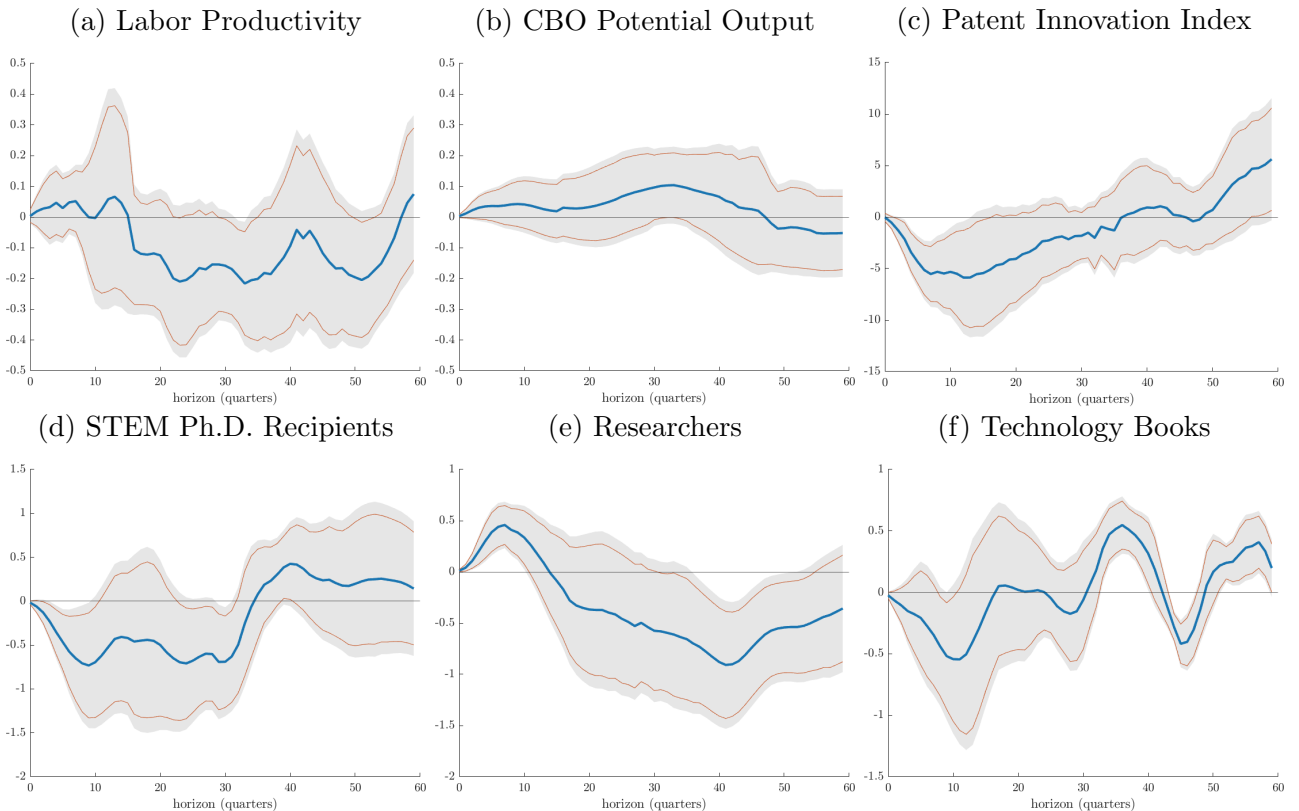 (a) Labor Productivity
(b) CBO Potential Output
(c) Patent Innovation Index
0.5
0.4
0.3
0.2
0.1
0
-0.1
-0.2
-0.3
-0.4
-0.5
0 10 20 30 40 50 60
horizon (quarters)
0.5
0.4
0.3
0.2
0.1
0
-0.1
-0.2
-0.3
-0.4
-0.5
0 10 20 30 40 50 60
horizon (quarters)
15
10
5
0
-5
-10
-15
0 10 20 30 40 50 60
horizon (quarters)
(d) STEM Ph.D. Recipients
(e) Researchers
(f) Technology Books
1.5
1
0.5
0
-0.5
-1
-1.5
-2
0 10 20 30 40 50 60
horizon (quarters)
1
0.5
0
-0.5
-1
-1.5
-2
0 10 20 30 40 50 60
horizon (quarters)
1
0.5
0
-0.5
-1
-1.5
0 10 20 30 40 50 60
horizon (quarters)